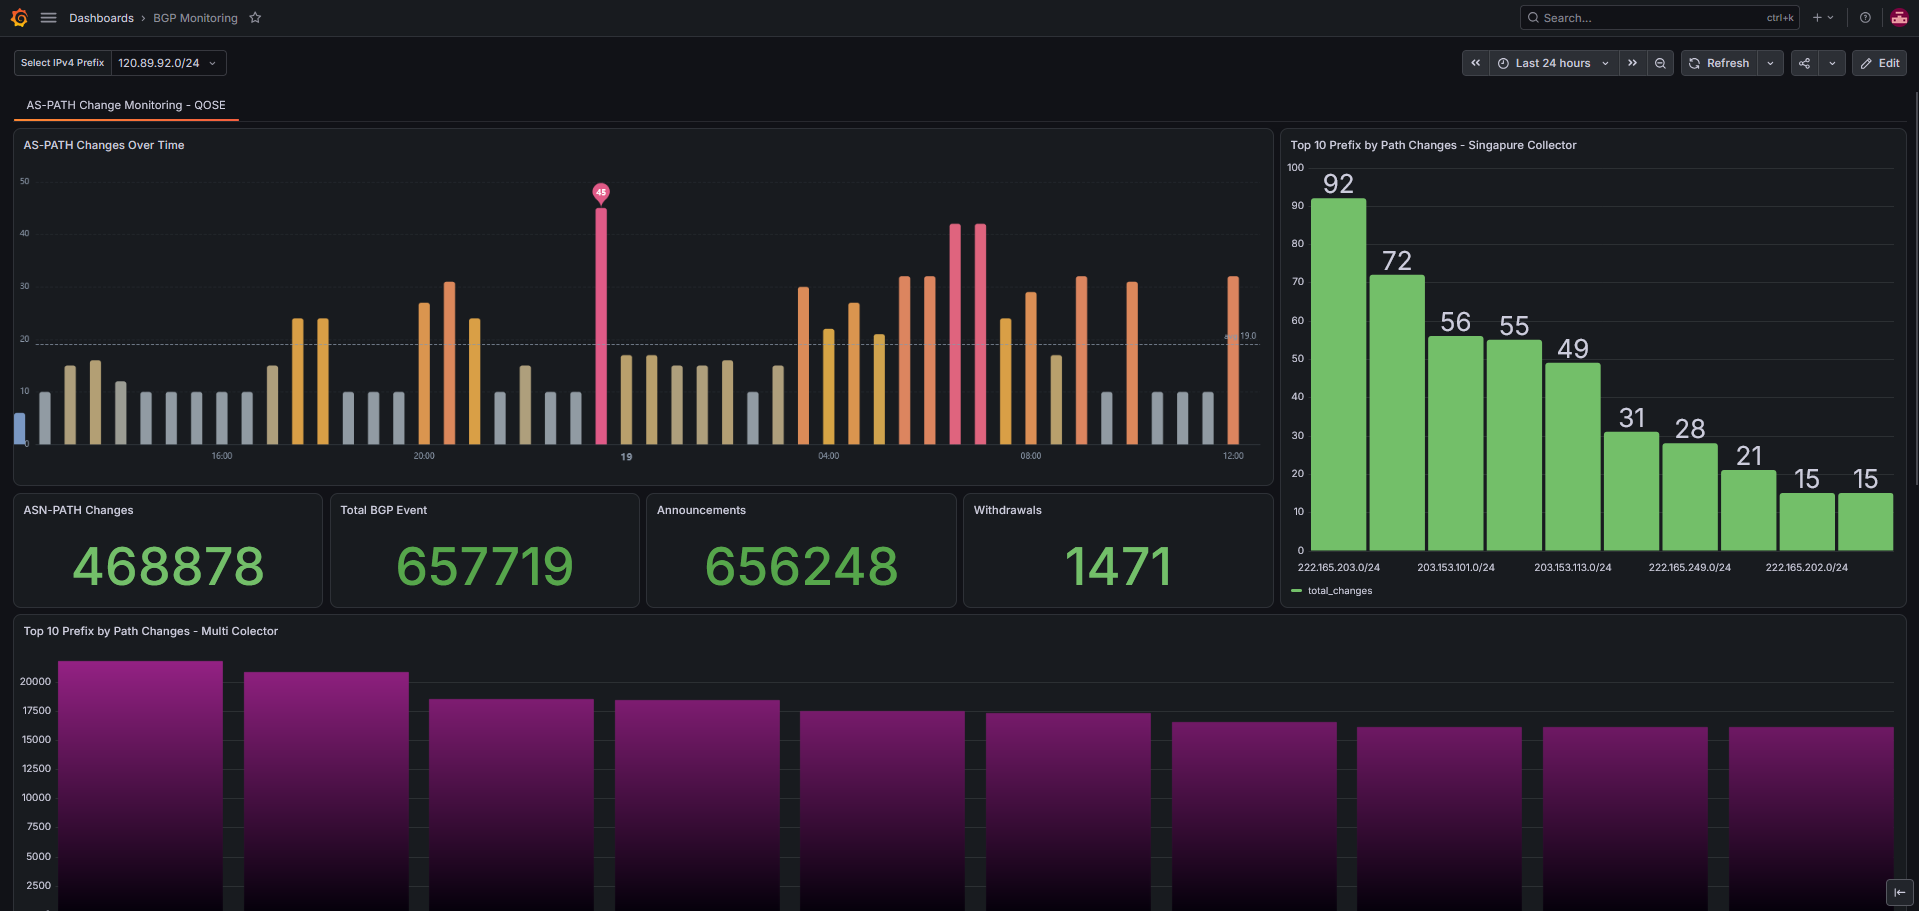 Dashboards › BGP Monitoring
Search... ctrl+k
Select IPv4 Prefix 120.89.92.0/24
Last 24 hours Refresh Edit
AS-PATH Change Monitoring - QOSE
AS-PATH Changes Over Time
50
40
30
20
10
0
45
19.0
16:00 20:00 19 04:00 08:00 12:00
Top 10 Prefix by Path Changes - Singapure Collector
100
90
80
70
60
50
40
30
20
10
0
92 72 56 55 49 31 28 21 15 15
222.165.203.0/24 203.153.101.0/24 203.153.113.0/24 222.165.249.0/24 222.165.202.0/24
total_changes
ASN-PATH Changes
468878
Total BGP Event
657719
Announcements
656248
Withdrawals
1471
Top 10 Prefix by Path Changes - Multi Colector
20000
17500
15000
12500
10000
7500
5000
2500